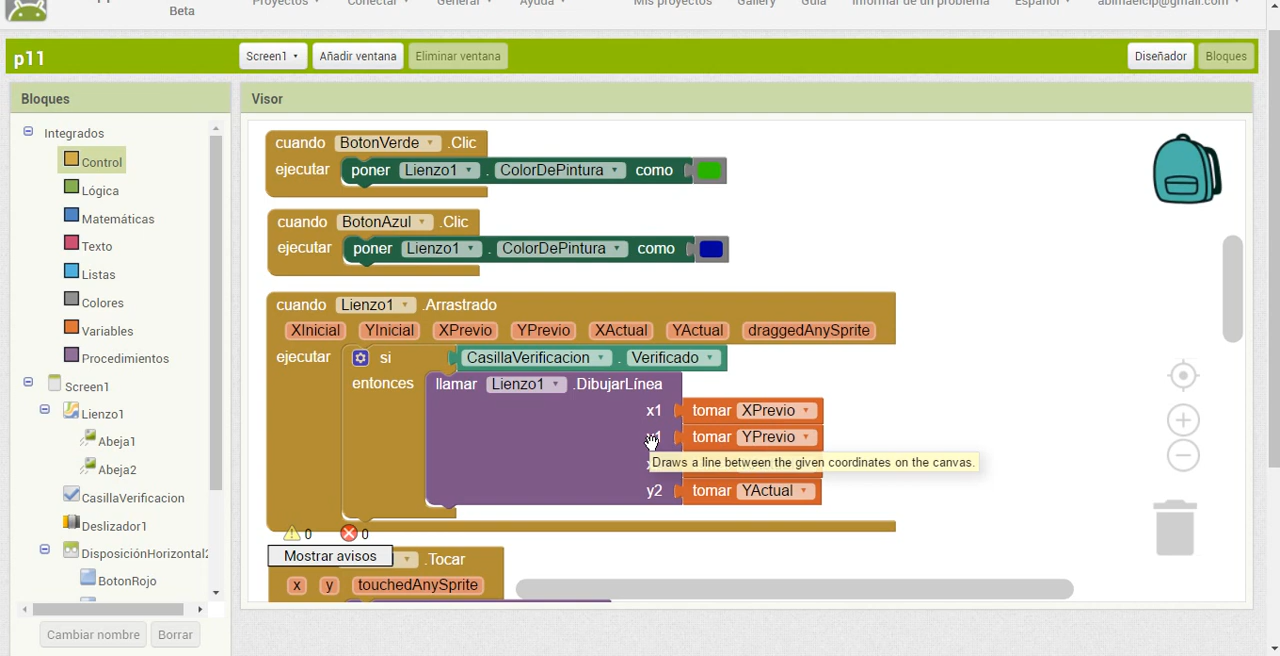 Beta
Proyectos Conectar Generar Ayuda Mis proyectos Gallery Guía Informar de un problema Español abimaelcip@gmail.com
p11 Screen1 Añadir ventana Eliminar ventana Diseñador Bloques
Bloques
Visor
Integrados
Control
Lógica
Matemáticas
Texto
Listas
Colores
Variables
Procedimientos
Screen1
Lienzo1
Abeja1
Abeja2
CasillaVerificacion
Deslizador1
DisposiciónHorizontal2
BotonRojo
Cambiar nombre Borrar
cuando BotonVerde .Clic
ejecutar poner Lienzo1 . ColorDePintura como
cuando BotonAzul .Clic
ejecutar poner Lienzo1 . ColorDePintura como
cuando Lienzo1 .Arrastrado
XInicial YInicial XPrevio YPrevio XActual YActual draggedAnySprite
ejecutar si CasillaVerificacion . Verificado
entonces llamar Lienzo1 .DibujarLínea
x1 tomar XPrevio
y1 tomar YPrevio
Draws a line between the given coordinates on the canvas.
y2 tomar YActual
0 0
Mostrar avisos
.Tocar
x y touchedAnySprite